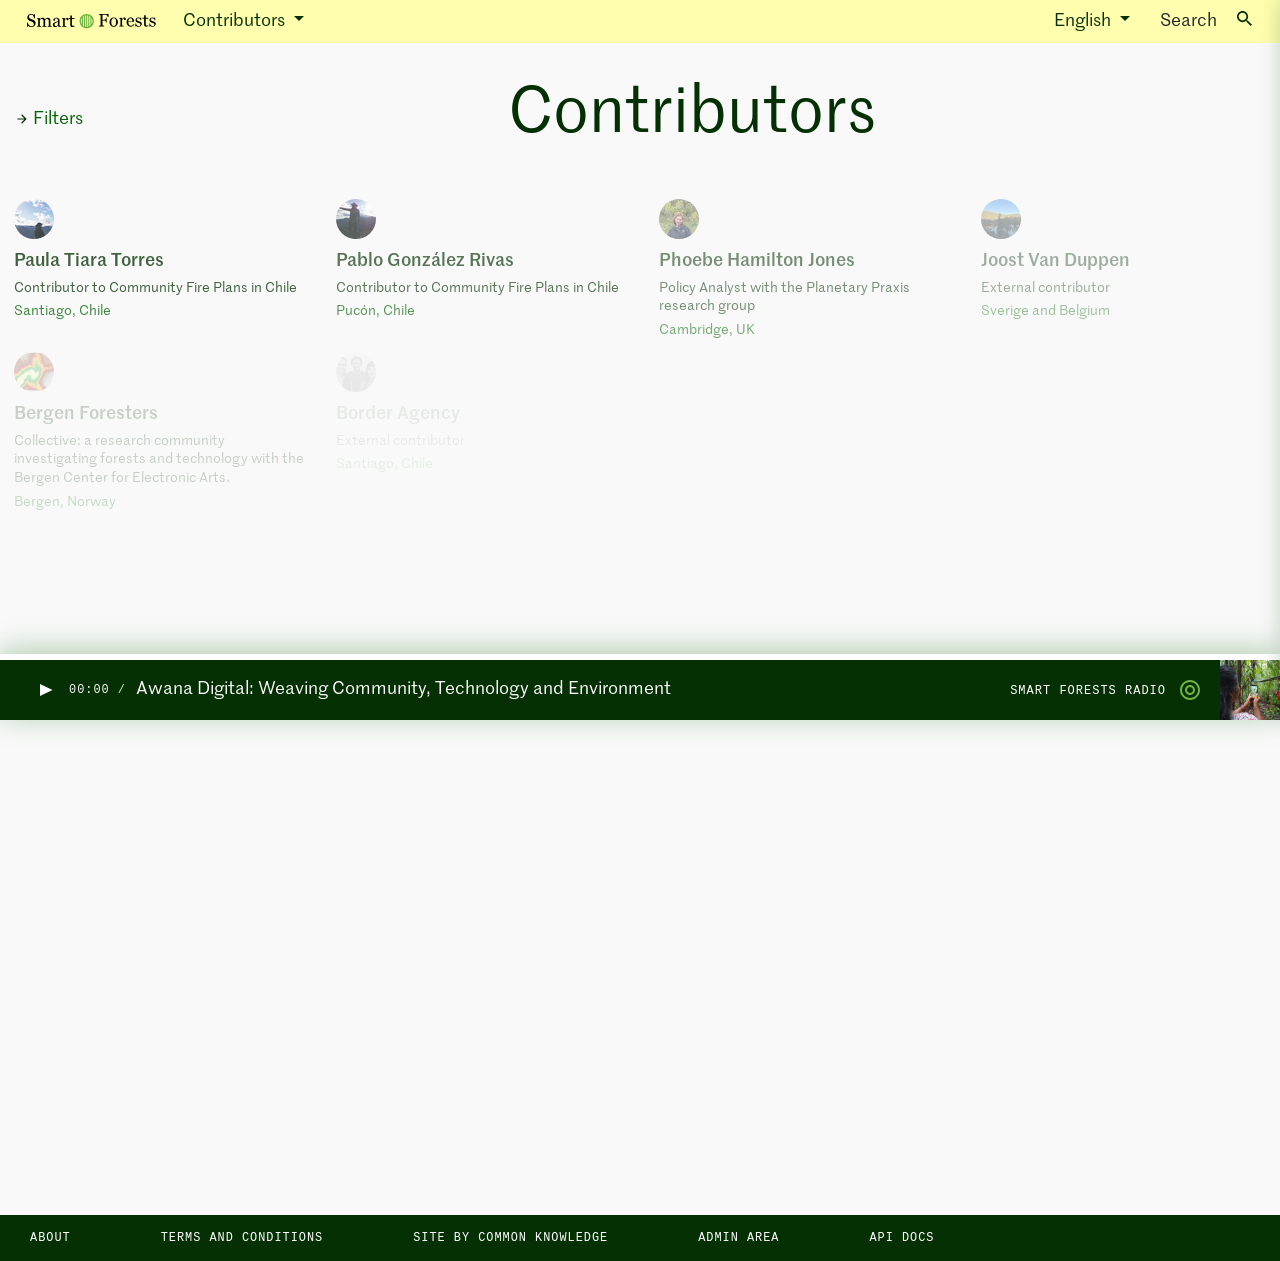 Smart Forests
Contributors
English
Search
Filters
Contributors
Paula Tiara Torres
Contributor to Community Fire Plans in Chile
Santiago, Chile
Pablo González Rivas
Contributor to Community Fire Plans in Chile
Pucón, Chile
Phoebe Hamilton Jones
Policy Analyst with the Planetary Praxis
research group
Cambridge, UK
Joost Van Duppen
External contributor
Sverige and Belgium
Bergen Foresters
Collective: a research community
investigating forests and technology with the
Bergen Center for Electronic Arts.
Bergen, Norway
Border Agency
External contributor
Santiago, Chile
00:00 /
Awana Digital: Weaving Community, Technology and Environment
SMART FORESTS RADIO
ABOUT
TERMS AND CONDITIONS
SITE BY COMMON KNOWLEDGE
ADMIN AREA
API DOCS